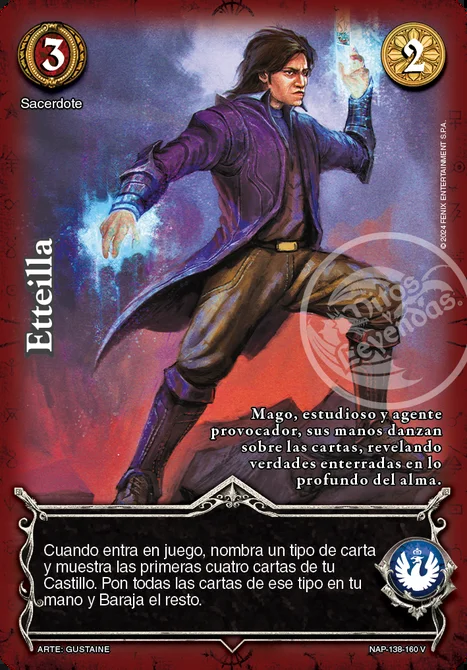 3
2
Sacerdote
© 2024 FENIX ENTERTAINMENT S.P.A.
Etteilla
Mitos
y
Leyendas.
Mago, estudioso y agente
provocador, sus manos danzan
sobre las cartas, revelando
verdades enterradas en lo
profundo del alma.
Cuando entra en juego, nombra un tipo de carta
y muestra las primeras cuatro cartas de tu
Castillo. Pon todas las cartas de ese tipo en tu
mano y Baraja el resto.
ARTE: GUSTAINE
NAP-138-160 V